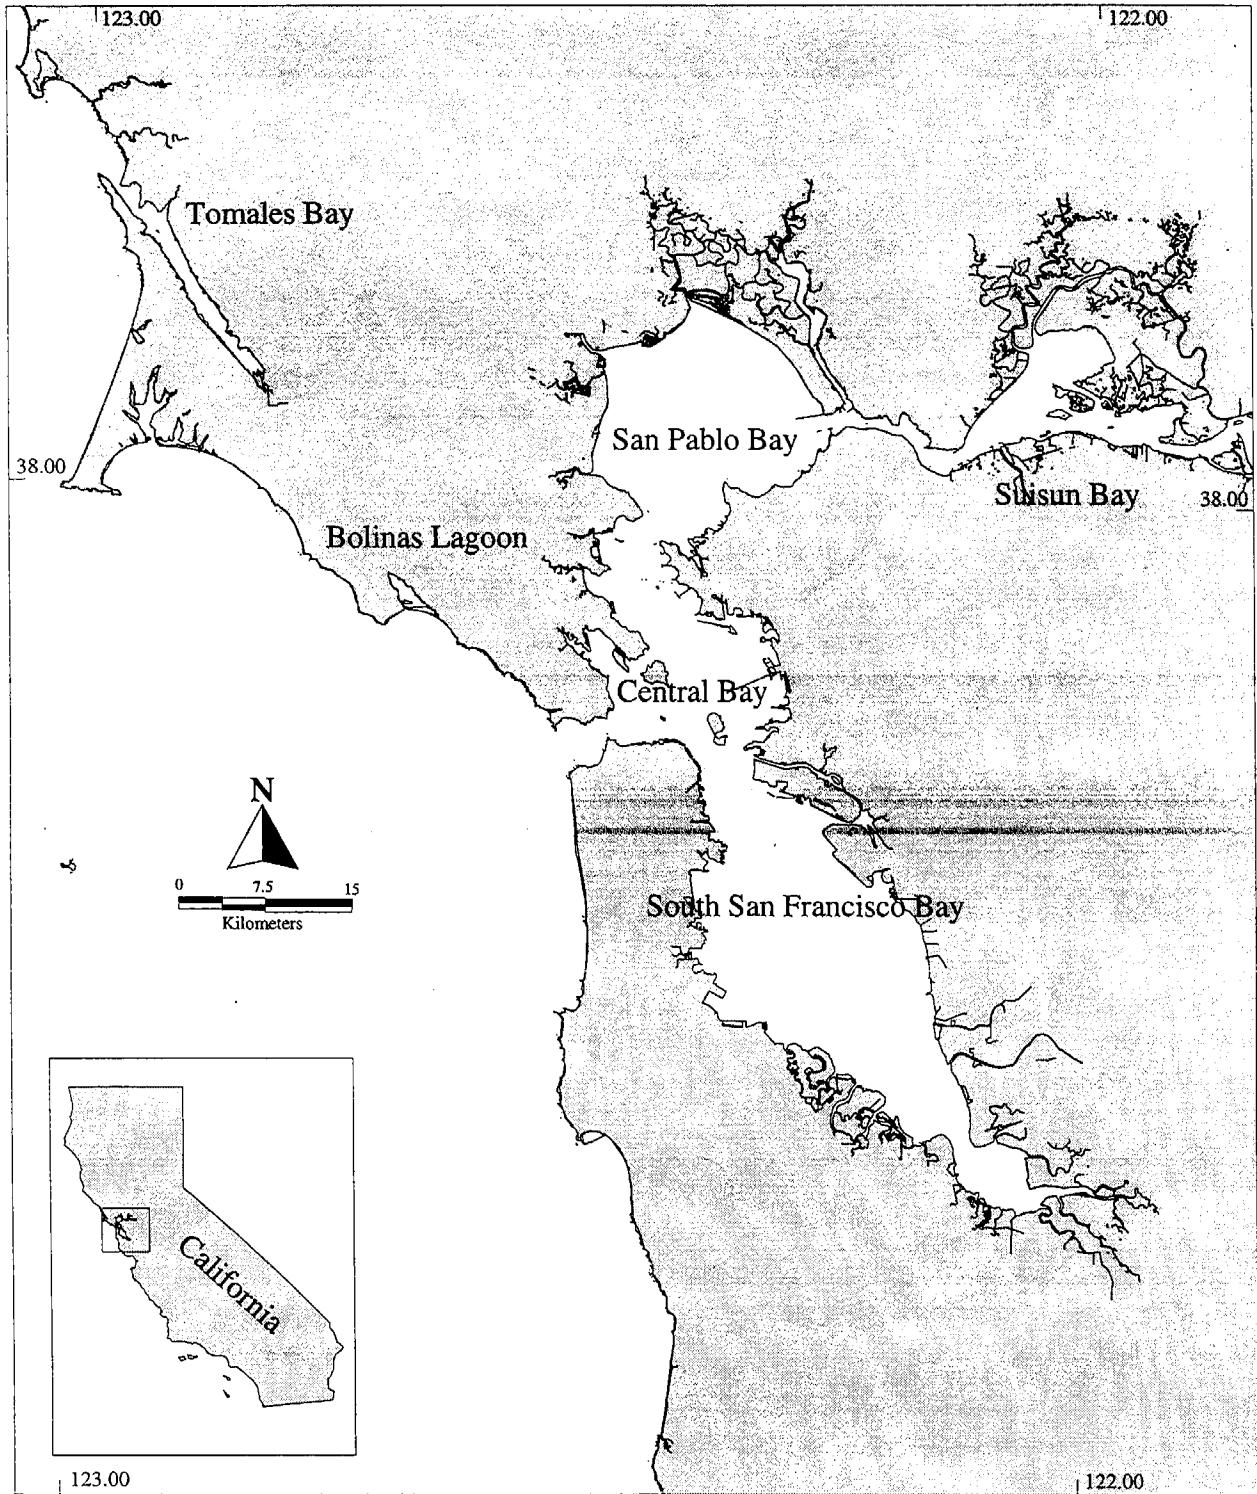 123.00
122.00
Tomales Bay
San Pablo Bay
38.00
Suisun Bay
38.00
Bolinas Lagoon
Central Bay
N
0 7.5 15
Kilometers
South San Francisco Bay
California
123.00
122.00